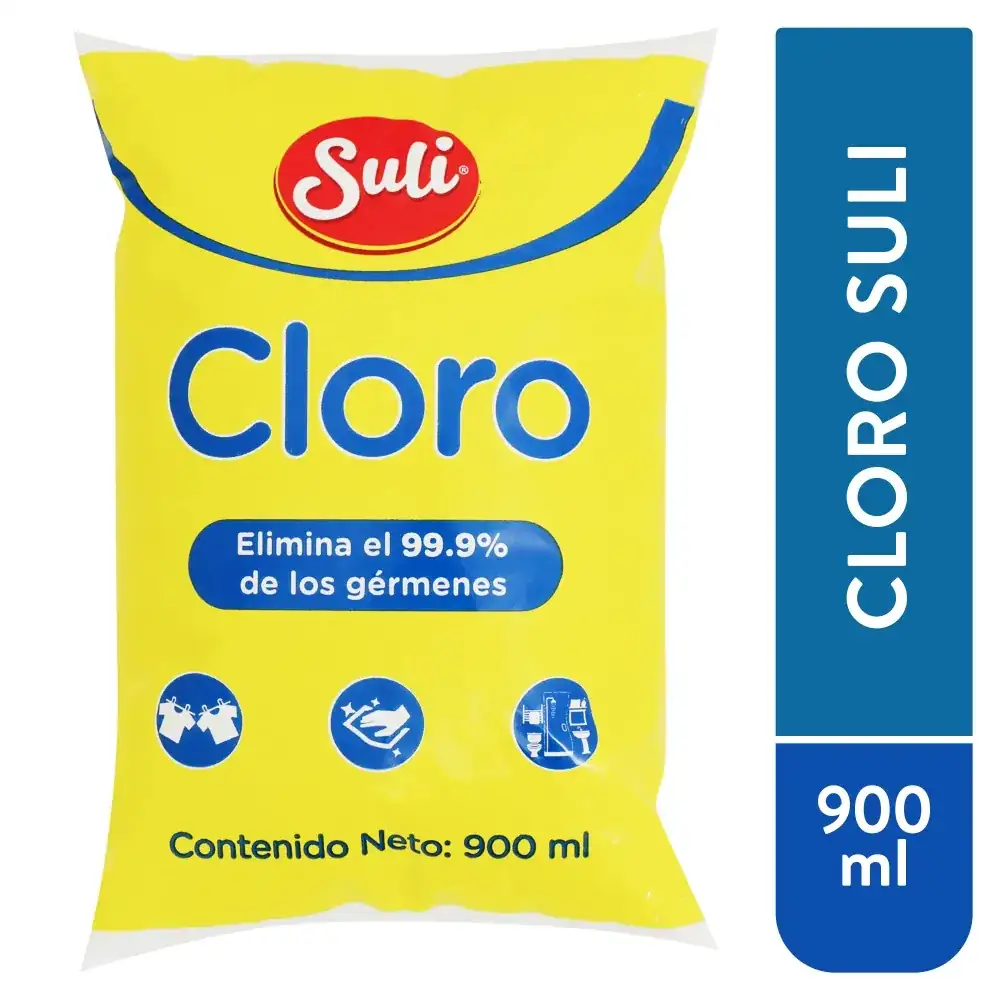 Suli®
Cloro
Elimina el 99.9%
de los gérmenes
Contenido Neto: 900 ml
CLORO SULI
900
ml